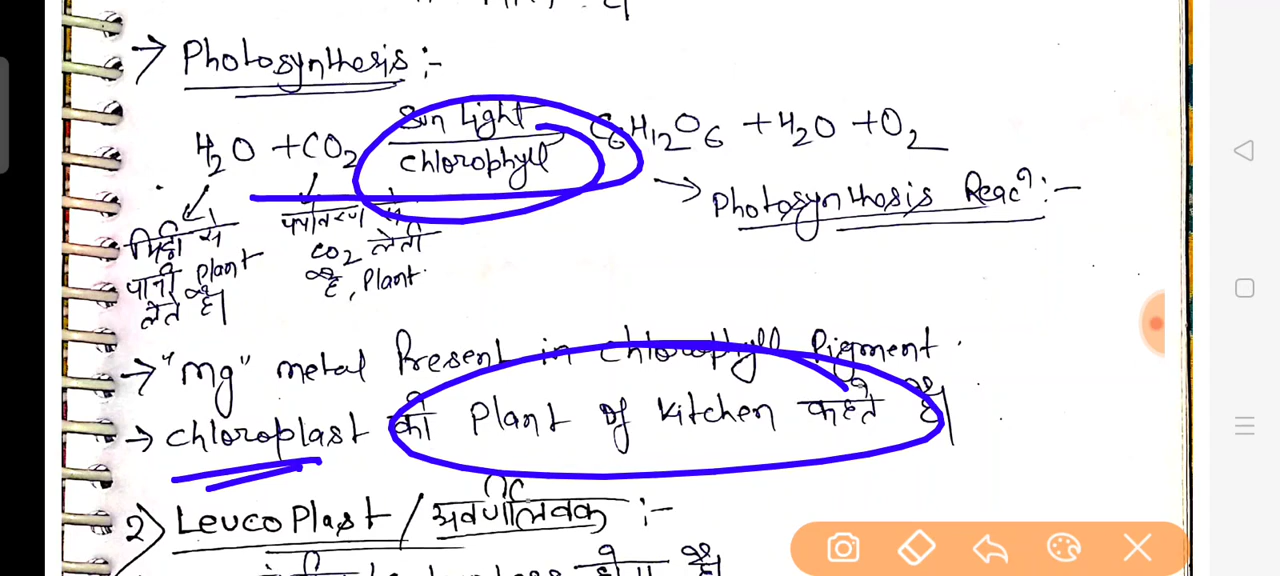 → Photosynthesis :-
H2O + CO2 Sun light C6H12O6 + H2O + O2
chlorophyll
→ Photosynthesis Reacn :-
मिट्टी से पानी Plant लेते है।
पर्यावरण से CO2 लेती है, Plant.
→ "mg" metal Present in chlorophyll Pigment.
→ chloroplast को Plant of kitchen कहते है।
2) Leuco Plast / अवर्णीलवक :-